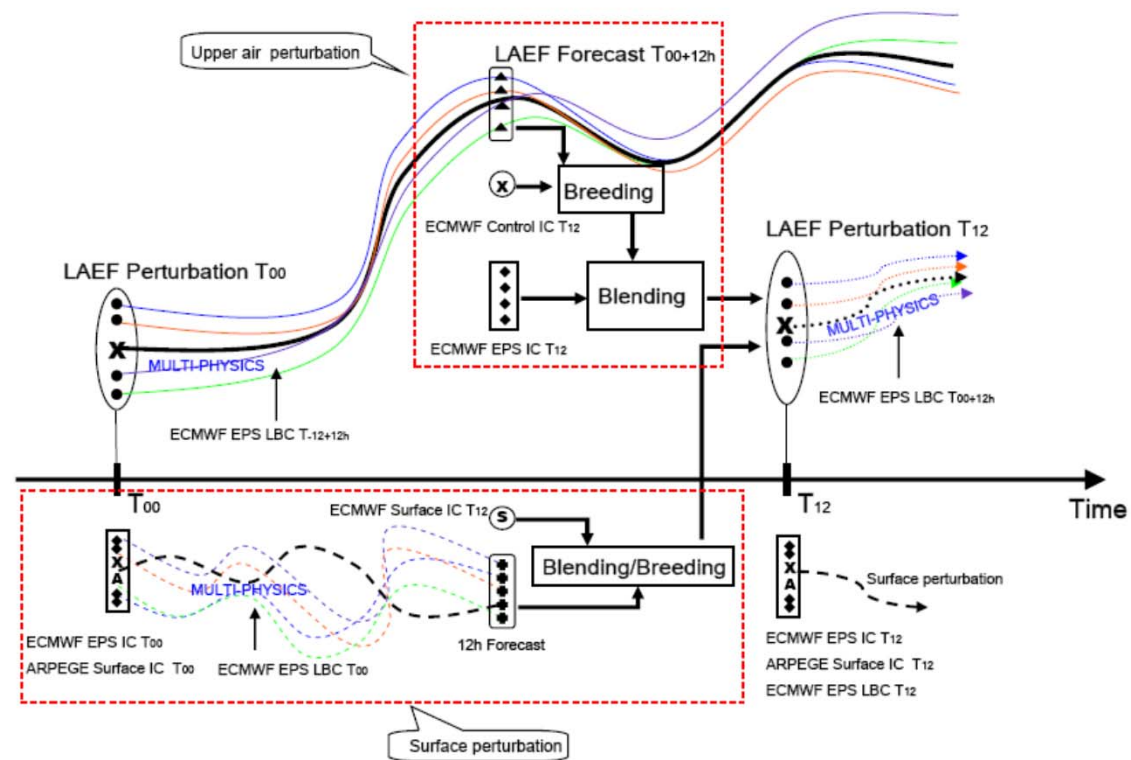 Upper air perturbation
LAEF Forecast T00+12h
X
Breeding
ECMWF Control IC T12
LAEF Perturbation T12
LAEF Perturbation T00
Blending
X
MULTI-PHYSICS
X
MULTI-PHYSICS
ECMWF EPS IC T12
ECMWF EPS LBC T00+12h
ECMWF EPS LBC T-12+12h
T00
T12
Time
ECMWF Surface IC T12
S
X
A
MULTI-PHYSICS
Blending/Breeding
X
A
Surface perturbation
12h Forecast
ECMWF EPS IC T00
ARPEGE Surface IC T00
ECMWF EPS LBC T00
ECMWF EPS IC T12
ARPEGE Surface IC T12
ECMWF EPS LBC T12
Surface perturbation